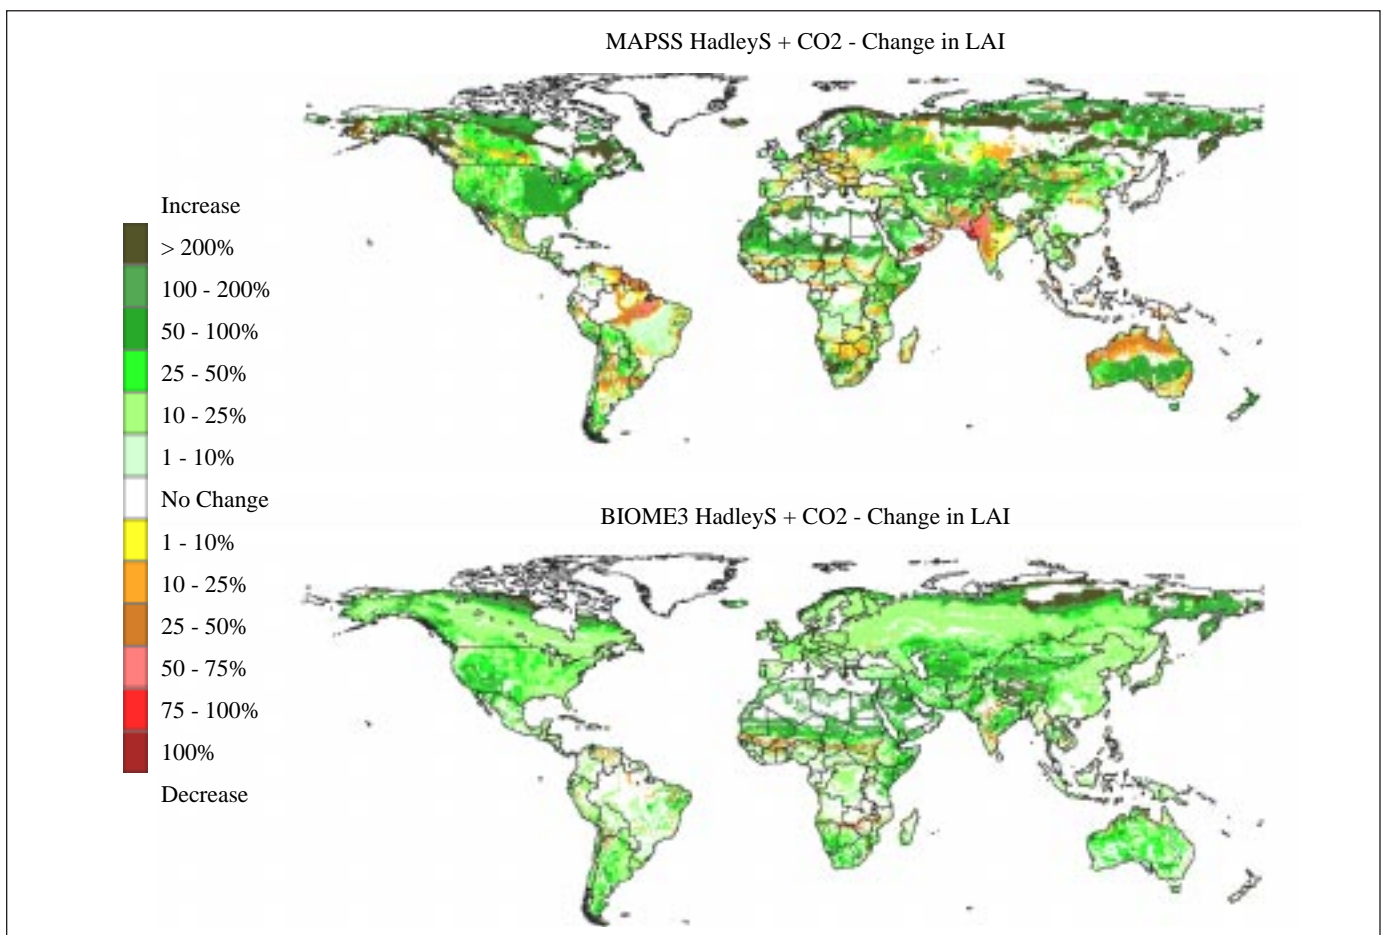 MAPSS HadleyS + CO2 - Change in LAI
Increase
> 200%
100 - 200%
50 - 100%
25 - 50%
10 - 25%
1 - 10%
No Change
1 - 10%
10 - 25%
25 - 50%
50 - 75%
75 - 100%
100%
Decrease
BIOME3 HadleyS + CO2 - Change in LAI